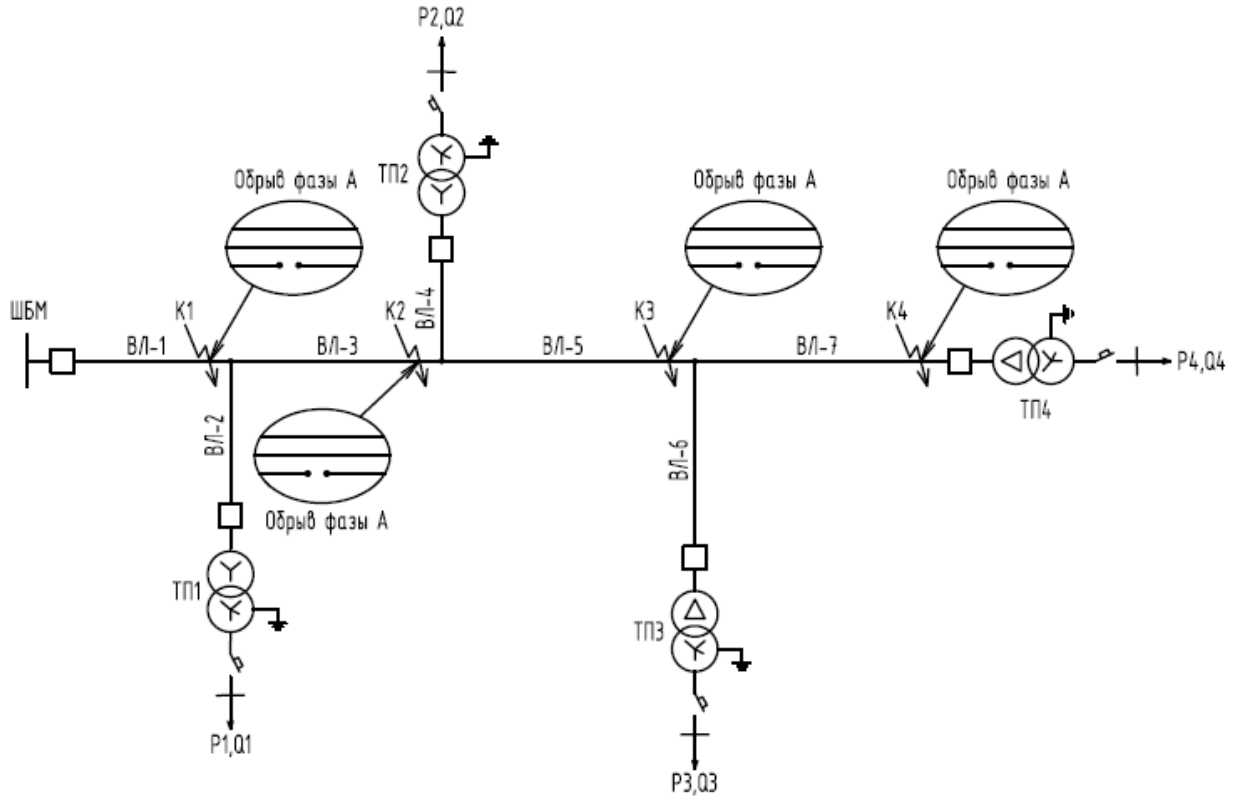 P2,Q2
ТП2
Обрыв фазы А
Обрыв фазы А
Обрыв фазы А
ШБМ
К1
К2
ВЛ-4
К3
К4
ВЛ-1
ВЛ-3
ВЛ-5
ВЛ-7
P4,Q4
ТП4
ВЛ-2
ВЛ-6
Обрыв фазы А
ТП1
ТП3
P1,Q1
P3,Q3